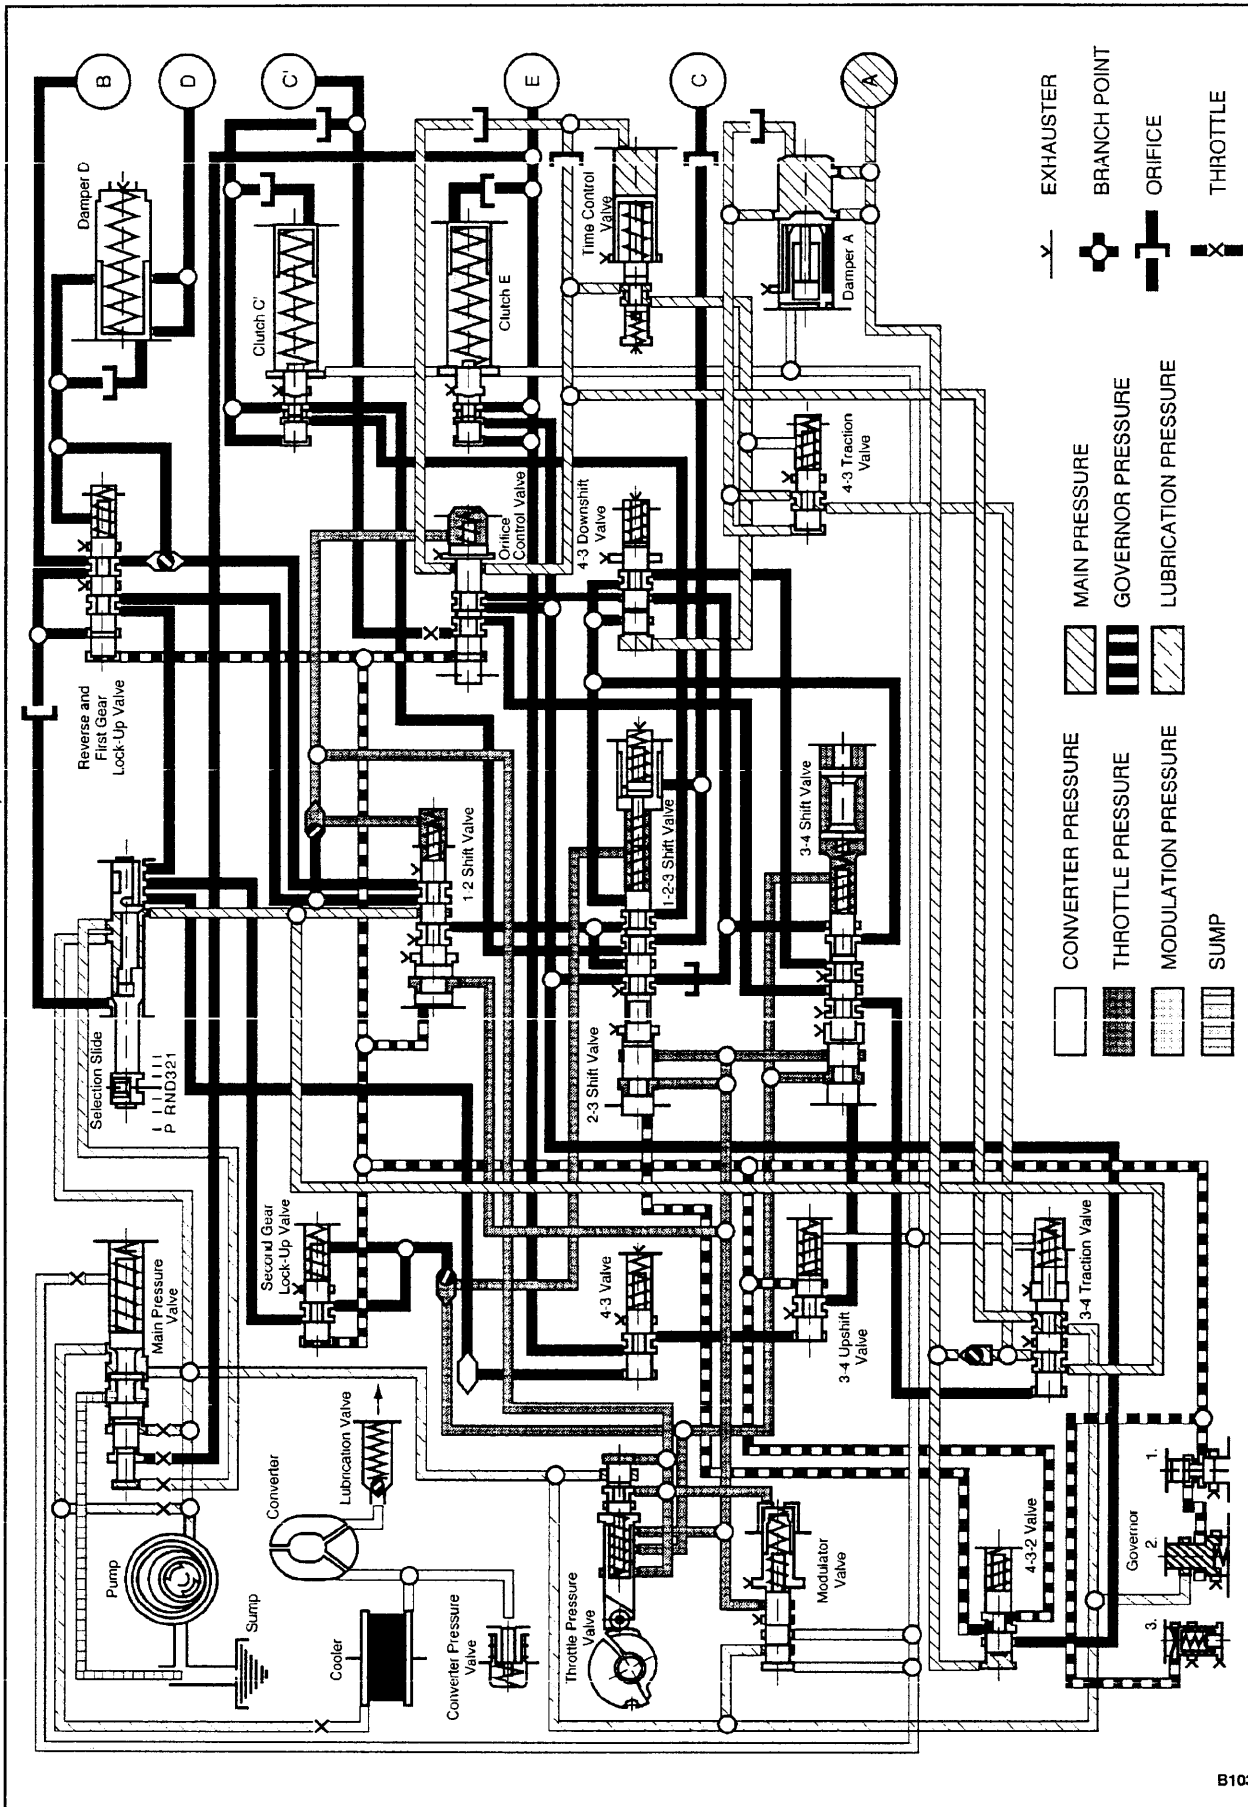 B
D
C'
E
C
A
Damper D
Clutch C'
Clutch E
Time Control
Valve
Damper A
Reverse and
First Gear
Lock-Up Valve
Orifice
Control Valve
4-3 Downshift
Valve
4-3 Traction
Valve
Selection Slide
P RND321
1-2 Shift Valve
1-2-3 Shift Valve
3-4 Shift Valve
2-3 Shift Valve
Main Pressure
Valve
Second Gear
Lock-Up Valve
4-3 Valve
3-4 Upshift
Valve
3-4 Traction Valve
Pump
Sump
Converter
Lubrication Valve
Cooler
Converter Pressure
Valve
Throttle Pressure
Valve
Modulator
Valve
4-3-2 Valve
Governor
1.
2.
3.
CONVERTER PRESSURE
THROTTLE PRESSURE
MODULATION PRESSURE
SUMP
MAIN PRESSURE
GOVERNOR PRESSURE
LUBRICATION PRESSURE
EXHAUSTER
BRANCH POINT
ORIFICE
THROTTLE